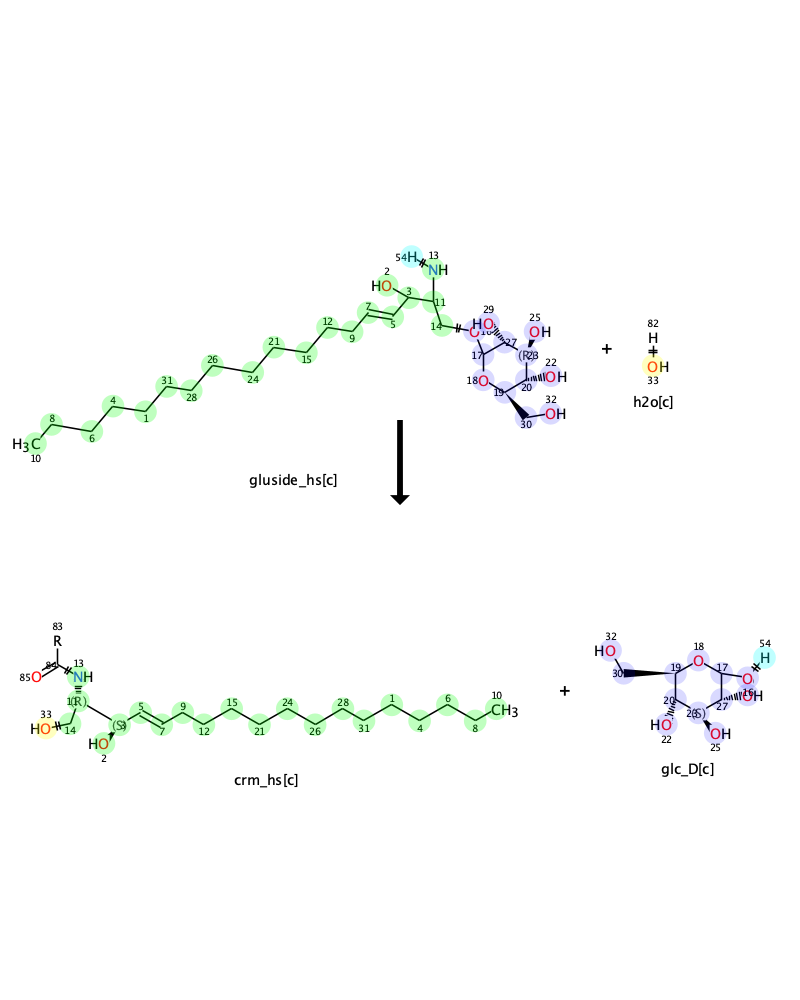 54 H 13 NH
2 HO 3 11
7 5 14 O 16
29 HO 25 OH
27 (R) 23
12 9 17
21 15 18 O 20 22 OH
26 24 19 32 OH
31 28 30
4 1
8 6
H3C 10
+
82
H
OH
33
h2o[c]
gluside_hs[c]
83
R
85 O 84 13 NH
11 (R)
33 HO 14 (S) 3
HO 2
5 7 9 12 15 21 24 26 28 31 1 4 6 8 10 CH3
crm_hs[c]
+
32 HO 18 O 54 H
30 19 17 O 16
20 27 29 OH
HO 22 (S) 23
OH 25
glc_D[c]